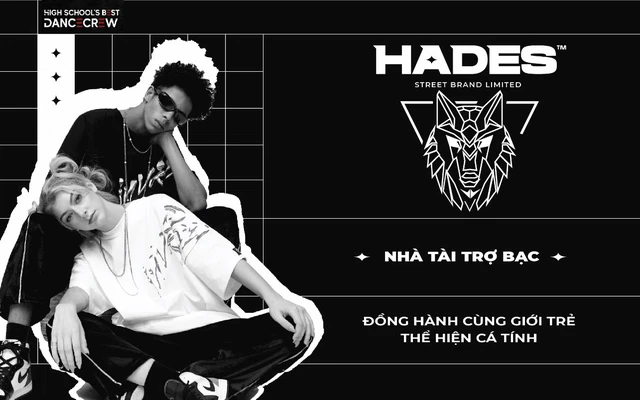 HIGH SCHOOL'S BEST
DANCECREW
HADES™
STREET BRAND LIMITED
NHÀ TÀI TRỢ BẠC
ĐỒNG HÀNH CÙNG GIỚI TRẺ
THỂ HIỆN CÁ TÍNH